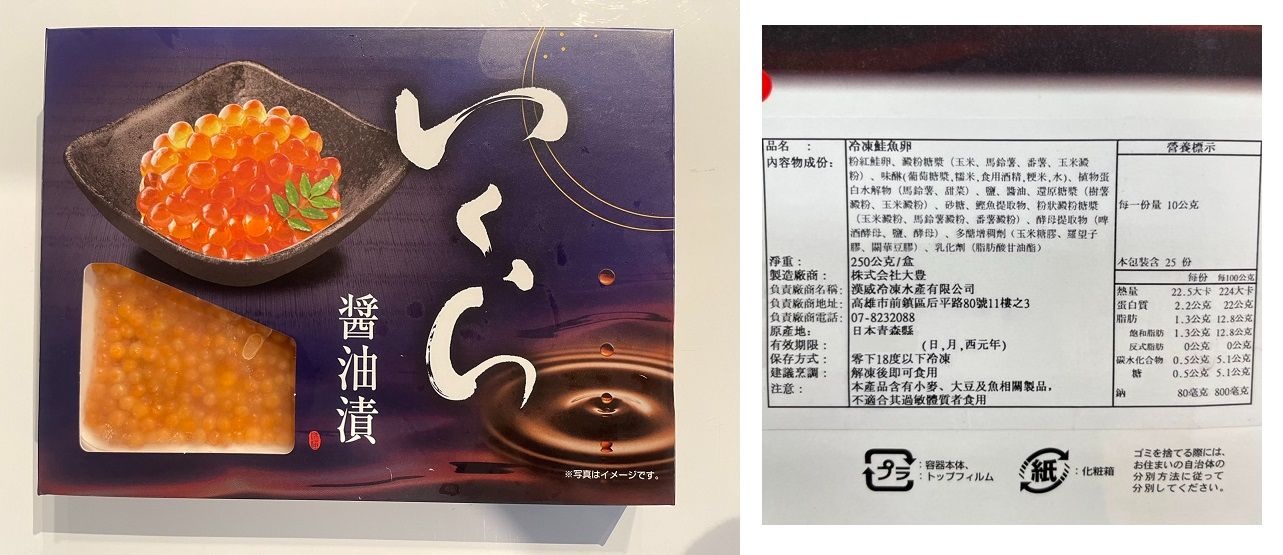 いくら
醤油漬
※写真はイメージです。
品名 : 冷凍鮭魚卵
內容物成份: 粉紅鮭卵、澱粉糖漿（玉米、馬鈴薯、番薯、玉米澱
粉）、味醂(葡萄糖漿,糯米,食用酒精,粳米,水)、植物蛋
白水解物（馬鈴薯、甜菜）、鹽、醬油、還原糖漿（樹薯
澱粉、玉米澱粉）、砂糖、鰹魚提取物、粉狀澱粉糖漿
（玉米澱粉、馬鈴薯澱粉、番薯澱粉）、酵母提取物（啤
酒酵母、鹽、酵母）、多醣增稠劑（玉米糖膠、羅望子
膠、關華豆膠）、乳化劑（脂肪酸甘油酯）
淨重: 250公克/盒
製造廠商: 株式会社大豊
負責廠商名稱: 漢威冷凍水產有限公司
負責廠商地址: 高雄市前鎮區后平路80號11樓之3
負責廠商電話: 07-8232088
原產地: 日本青森縣
有效期限: (日,月,西元年)
保存方式: 零下18度以下冷凍
建議烹調: 解凍後即可食用
注意: 本產品含有小麥、大豆及魚相關製品，
不適合其過敏體質者食用
營養標示
每一份量 10公克
本包裝含 25 份
每份 每100公克
熱量 22.5大卡 224大卡
蛋白質 2.2公克 22公克
脂肪 1.3公克 12.8公克
飽和脂肪 1.3公克 12.8公克
反式脂肪 0公克 0公克
碳水化合物 0.5公克 5.1公克
糖 0.5公克 5.1公克
鈉 80毫克 800毫克
プラ : 容器本体、
: トップフィルム
紙 : 化粧箱
ゴミを捨てる際には、
お住まいの自治体の
分別方法に従って
分別してください。